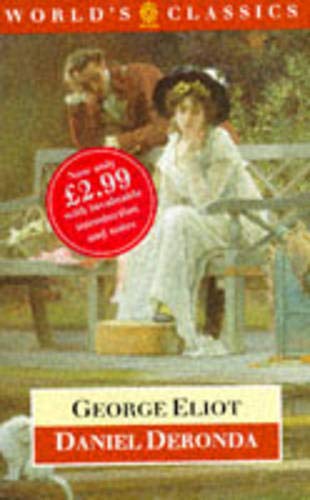 WORLD'S CLASSICS
Now only
£2.99
with invaluable
introduction
and notes
GEORGE ELIOT
DANIEL DERONDA